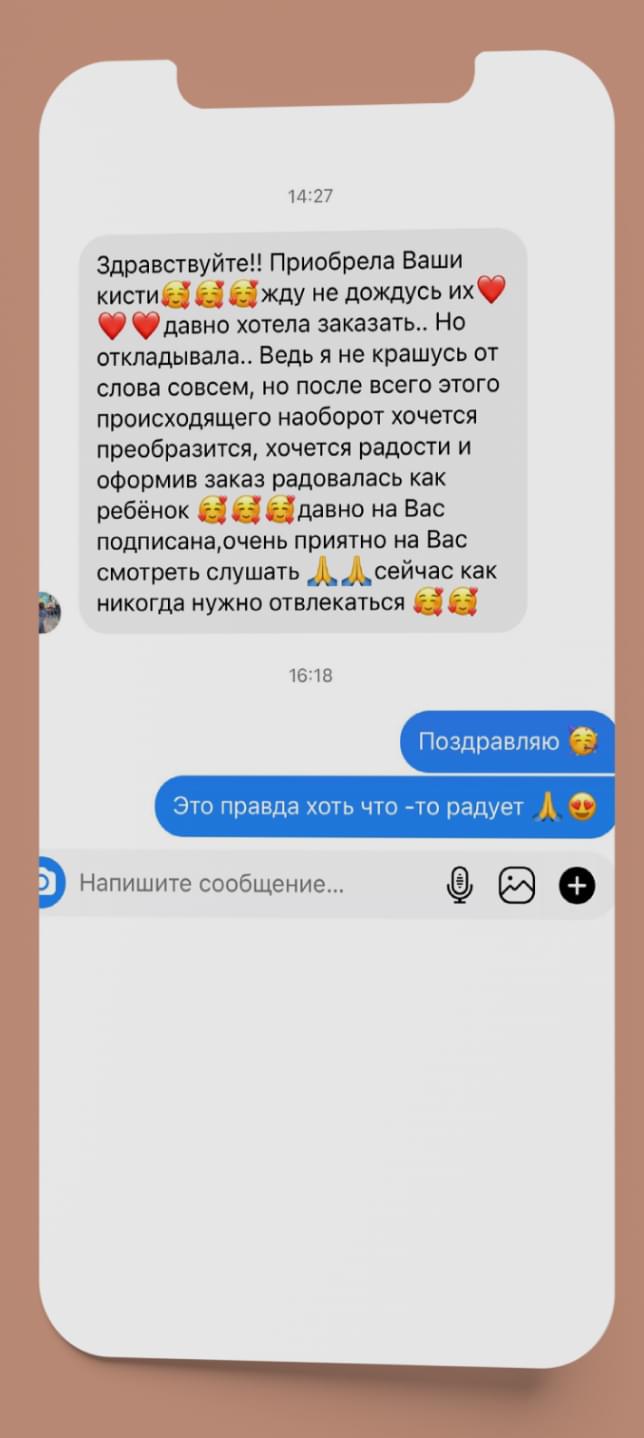 14:27
Здравствуйте!! Приобрела Ваши
кисти🥰🥰🥰жду не дождусь их❤️
❤️❤️давно хотела заказать.. Но
откладывала.. Ведь я не крашусь от
слова совсем, но после всего этого
происходящего наоборот хочется
преобразится, хочется радости и
оформив заказ радовалась как
ребёнок 🥰🥰🥰давно на Вас
подписана,очень приятно на Вас
смотреть слушать 🙏🙏сейчас как
никогда нужно отвлекаться 🥰🥰
16:18
Поздравляю 🥳
Это правда хоть что -то радует 🙏😍
Напишите сообщение...